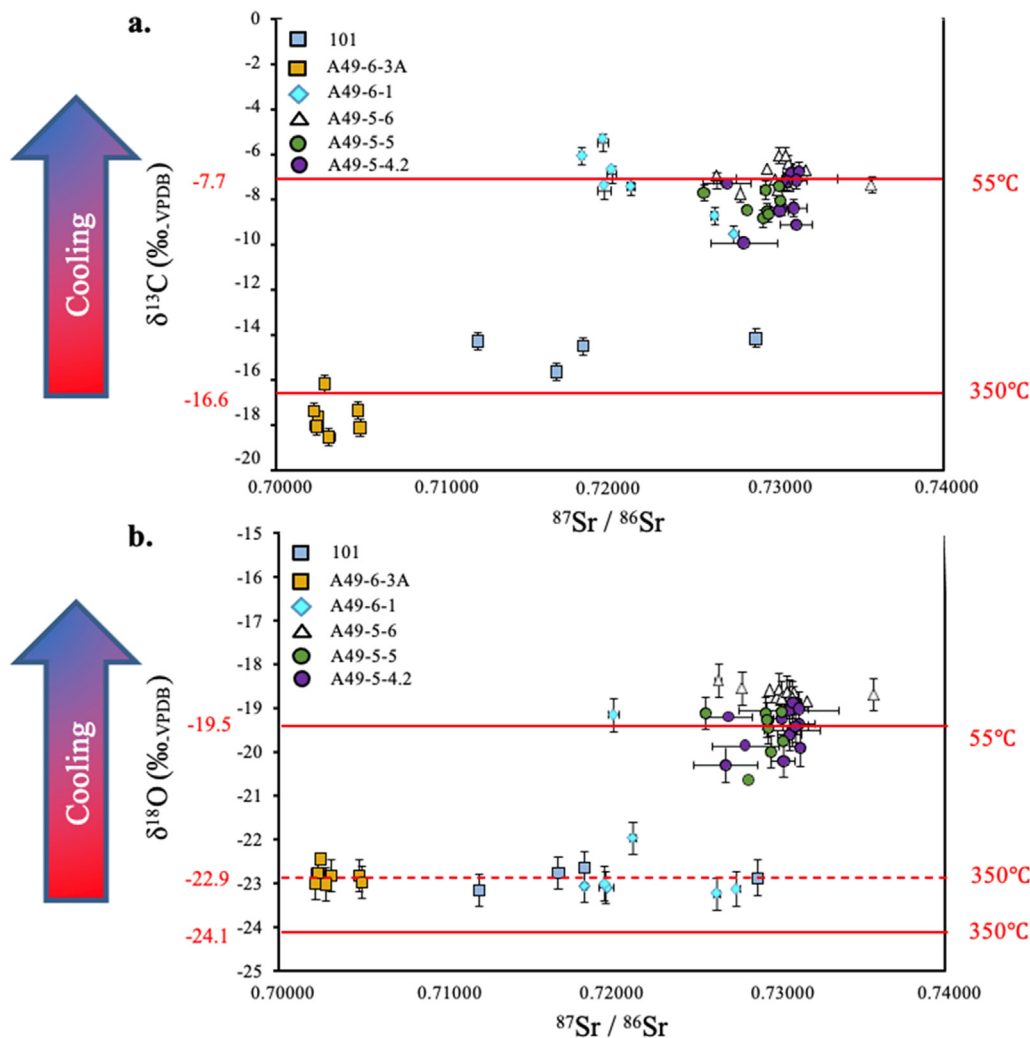 a.
0
-2
-4
-6
-8
-10
-12
-14
-16
-18
-20
101
A49-6-3A
A49-6-1
A49-5-6
A49-5-5
A49-5-4.2
Cooling
δ¹³C (‰-VPDB)
-7.7
55°C
-16.6
350°C
0.70000 0.71000 0.72000 0.73000 0.74000
⁸⁷Sr / ⁸⁶Sr
b.
-15
-16
-17
-18
-19
-20
-21
-22
-23
-24
-25
101
A49-6-3A
A49-6-1
A49-5-6
A49-5-5
A49-5-4.2
Cooling
δ¹⁸O (‰-VPDB)
-19.5
55°C
-22.9
350°C
-24.1
350°C
0.70000 0.71000 0.72000 0.73000 0.74000
⁸⁷Sr / ⁸⁶Sr